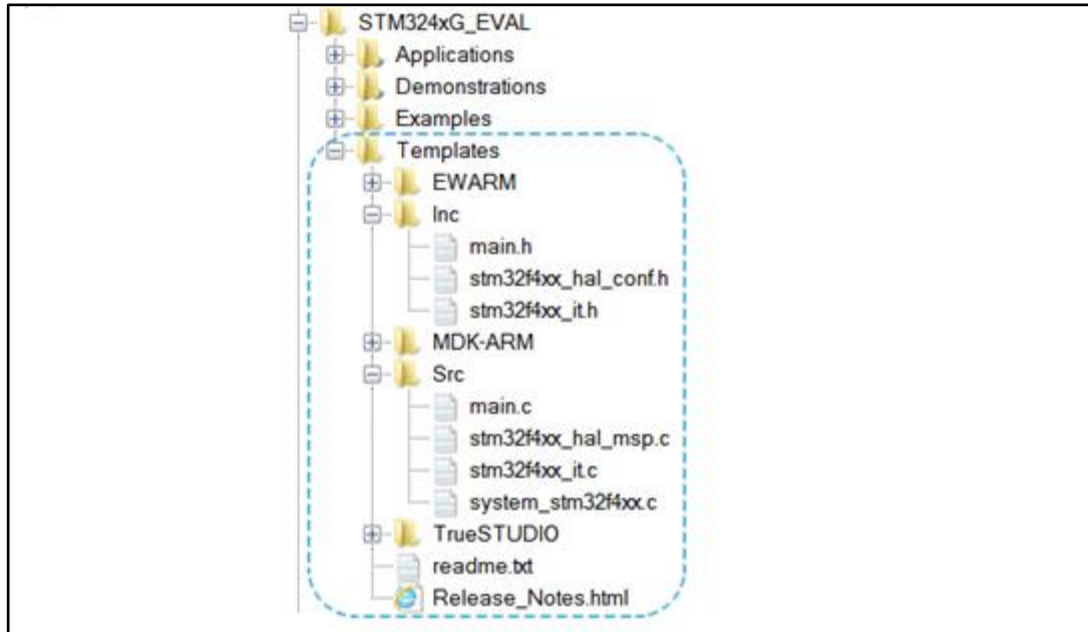 STM324xG_EVAL
Applications
Demonstrations
Examples
Templates
EWARM
Inc
main.h
stm32f4xx_hal_conf.h
stm32f4xx_it.h
MDK-ARM
Src
main.c
stm32f4xx_hal_msp.c
stm32f4xx_it.c
system_stm32f4xx.c
TrueSTUDIO
readme.txt
Release_Notes.html